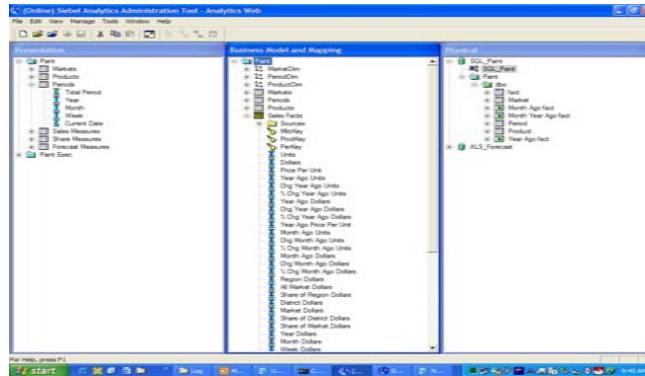 (Online) Siebel Analytics Administration Tool - Analytics Web
File Edit View Manage Tools Window Help
Presentation
Paint
Markets
Products
Periods
Total Period
Year
Month
Week
Current Date
Sales Measures
Share Measures
Forecast Measures
Paint Exec
Business Model and Mapping
Paint
MarketDim
PeriodDim
ProductDim
Markets
Periods
Products
Sales Facts
Sources
MktKey
ProdKey
PerKey
Units
Dollars
Price Per Unit
Year Ago Units
Chg Year Ago Units
% Chg Year Ago Units
Year Ago Dollars
Chg Year Ago Dollars
% Chg Year Ago Dollars
Year Ago Price Per Unit
Month Ago Units
Chg Month Ago Units
% Chg Month Ago Units
Month Ago Dollars
Chg Month Ago Dollars
% Chg Month Ago Dollars
Region Dollars
All Market Dollars
Share of Region Dollars
District Dollars
Market Dollars
Share of District Dollars
Share of Market Dollars
Year Dollars
Month Dollars
Week Dollars
Physical
SQL_Paint
SQL_Paint
Paint
dbo
fact
Market
Month Ago fact
Month Year Ago fact
Period
Product
Year Ago fact
XLS_Forecast
For Help, press F1
start
9:41 AM